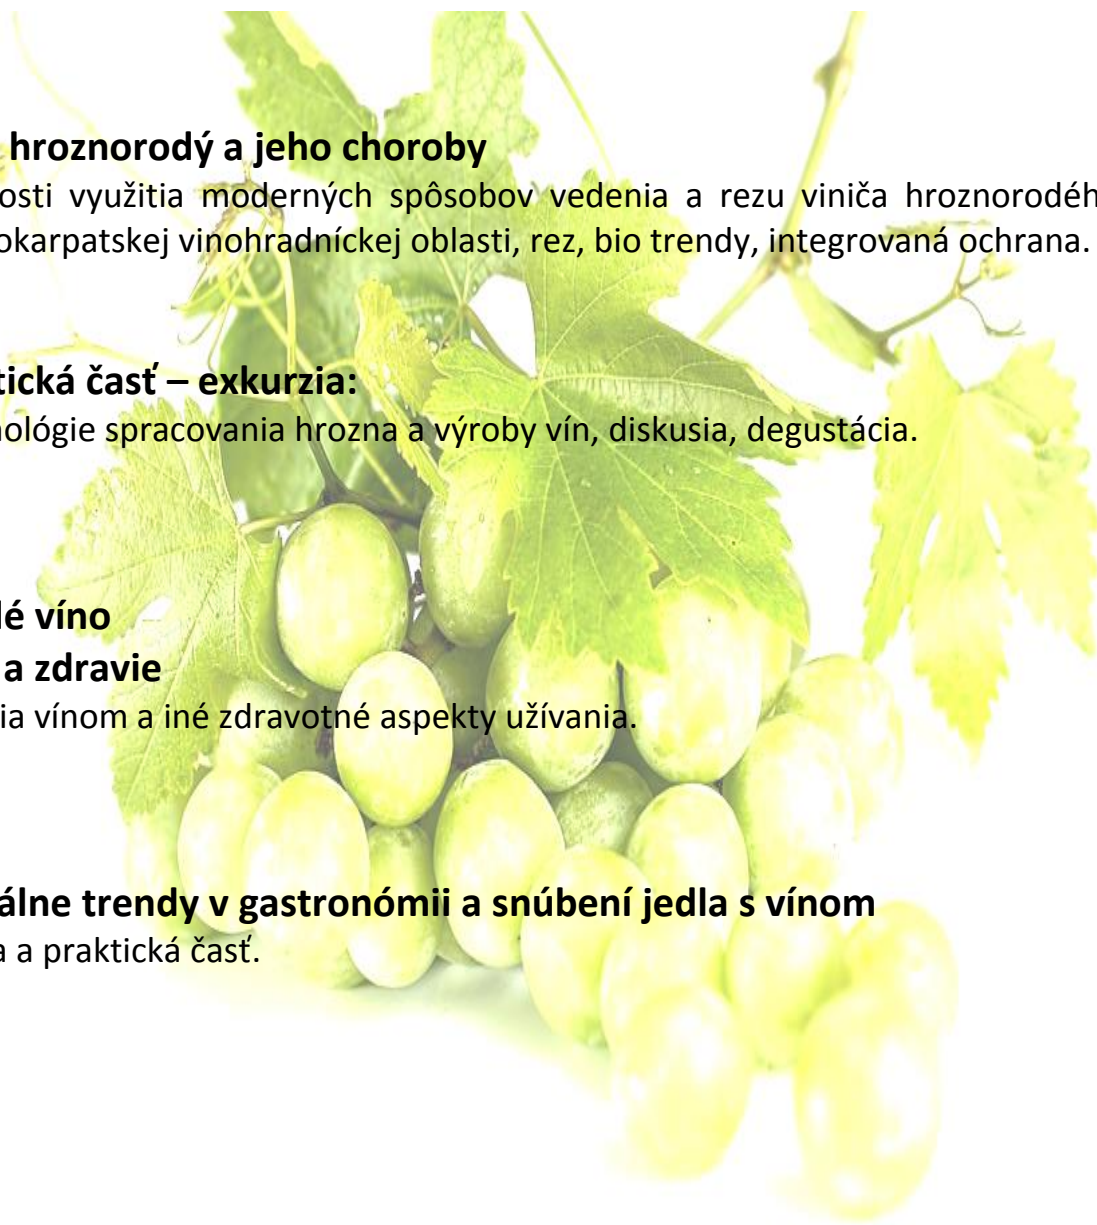 hroznorodý a jeho choroby
osti využitia moderných spôsobov vedenia a rezu viniča hroznorodéh
okarpatskej vinohradníckej oblasti, rez, bio trendy, integrovaná ochrana.
tická časť – exkurzia:
nológie spracovania hrozna a výroby vín, diskusia, degustácia.
lé víno
a zdravie
ia vínom a iné zdravotné aspekty užívania.
álne trendy v gastronómii a snúbení jedla s vínom
a a praktická časť.